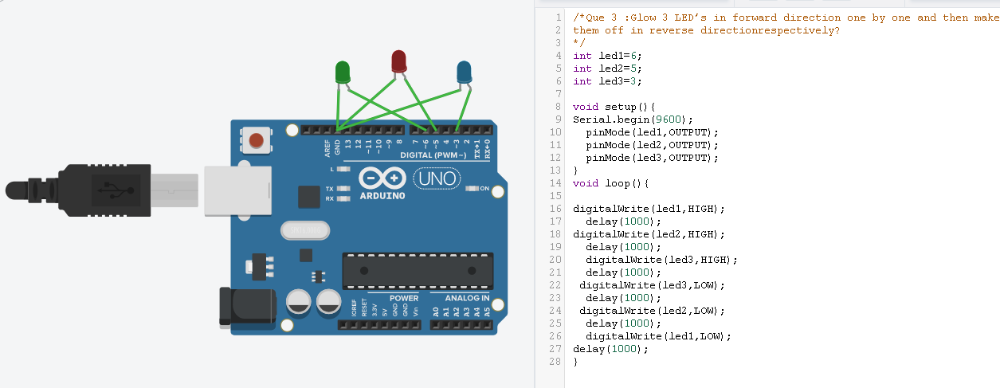 L
TX
RX
AREF
GND
13
12
~11
~10
~9
8
7
~6
~5
4
~3
2
TX→1
RX←0
DIGITAL (PWM~)
UNO
ARDUINO
ON
POWER
ANALOG IN
IOREF
RESET
3.3V
5V
GND
GND
Vin
A0
A1
A2
A3
A4
A5
1 /*Que 3 :Glow 3 LED's in forward direction one by one and then make
2 them off in reverse directionrespectively?
3 */
4 int led1=6;
5 int led2=5;
6 int led3=3;
7
8 void setup(){
9 Serial.begin(9600);
10   pinMode(led1,OUTPUT);
11   pinMode(led2,OUTPUT);
12   pinMode(led3,OUTPUT);
13 }
14 void loop(){
15
16 digitalWrite(led1,HIGH);
17   delay(1000);
18 digitalWrite(led2,HIGH);
19   delay(1000);
20   digitalWrite(led3,HIGH);
21   delay(1000);
22  digitalWrite(led3,LOW);
23   delay(1000);
24  digitalWrite(led2,LOW);
25   delay(1000);
26   digitalWrite(led1,LOW);
27 delay(1000);
28 }